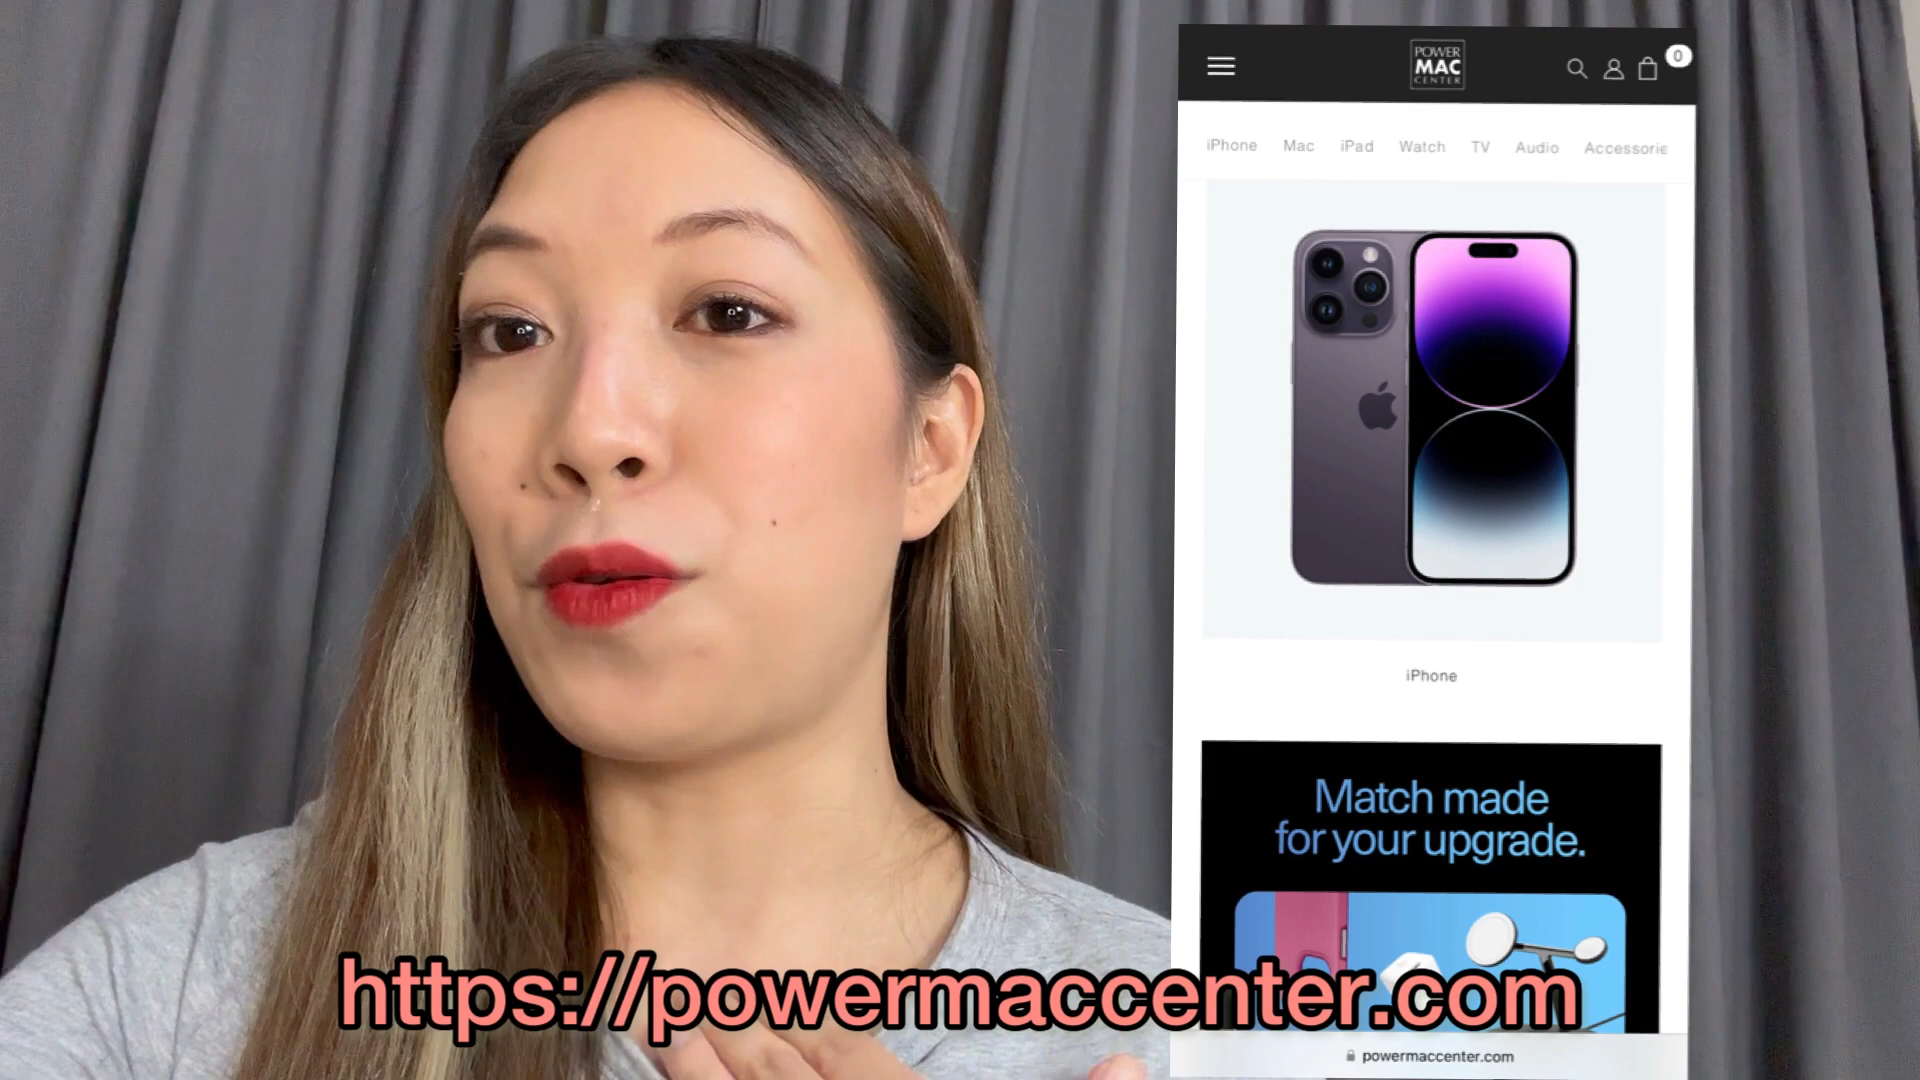 POWER
MAC
CENTER
0
iPhone Mac iPad Watch TV Audio Accessorie
iPhone
Match made
for your upgrade.
https://powermaccenter.com
powermaccenter.com